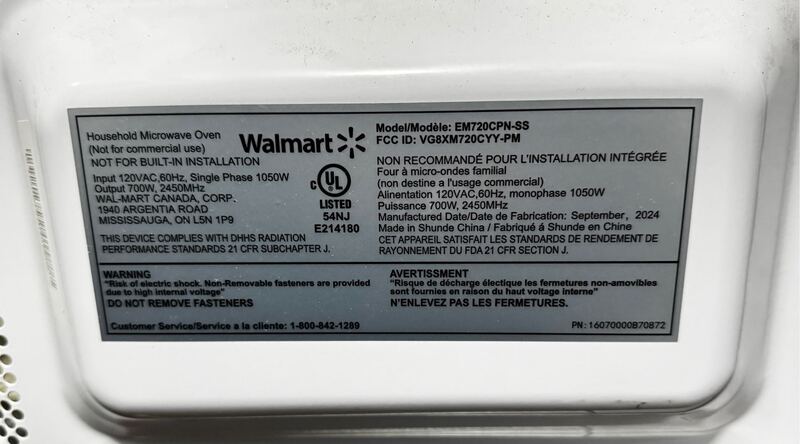 Household Microwave Oven
(Not for commercial use)
NOT FOR BUILT-IN INSTALLATION
Input 120VAC,60Hz, Single Phase 1050W
Output 700W, 2450MHz
WAL-MART CANADA, CORP.
1940 ARGENTIA ROAD
MISSISSAUGA, ON L5N 1P9
THIS DEVICE COMPLIES WITH DHHS RADIATION
PERFORMANCE STANDARDS 21 CFR SUBCHAPTER J.
Walmart
C UL
LISTED
54NJ
E214180
Model/Modèle: EM720CPN-SS
FCC ID: VG8XM720CYY-PM
NON RECOMMANDÉ POUR L'INSTALLATION INTÉGRÉE
Four à micro-ondes familial
(non destine a l'usage commercial)
Alinentation 120VAC,60Hz, monophase 1050W
Puissance 700W, 2450MHz
Manufactured Date/Date de Fabrication: September, 2024
Made in Shunde China / Fabriqué á Shunde en China
CET APPAREIL SATISFAIT LES STANDARDS DE RENDEMENT DE
RAYONNEMENT DU FDA 21 CFR SECTION J.
WARNING
"Risk of electric shock. Non-Removable fasteners are provided
due to high internal voltage"
DO NOT REMOVE FASTENERS
Customer Service/Service a la cliente: 1-800-842-1289
AVERTISSMENT
"Risque de décharge électique les fermetures non-amovibles
sont fournies en raison du haut voltage interne"
N'ENLEVEZ PAS LES FERMETURES.
PN: 16070000B70872